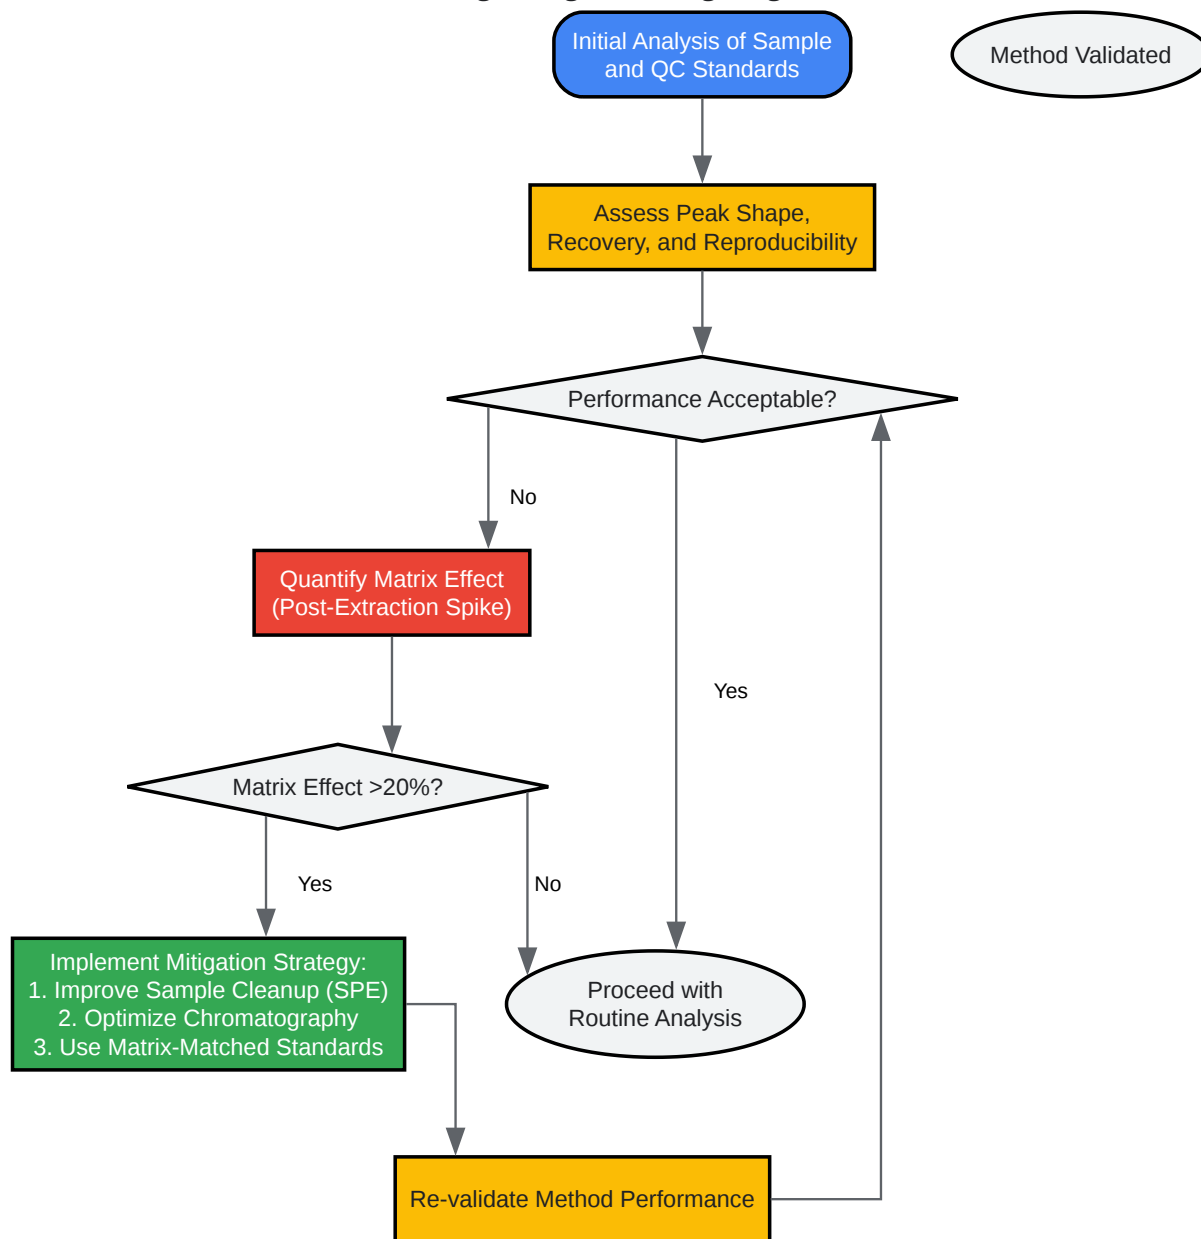 Initial Analysis of Sample
and QC Standards
Method Validated
Assess Peak Shape,
Recovery, and Reproducibility
Performance Acceptable?
No
Quantify Matrix Effect
(Post-Extraction Spike)
Yes
Matrix Effect >20%?
Yes
No
Implement Mitigation Strategy:
1. Improve Sample Cleanup (SPE)
2. Optimize Chromatography
3. Use Matrix-Matched Standards
Proceed with
Routine Analysis
Re-validate Method Performance